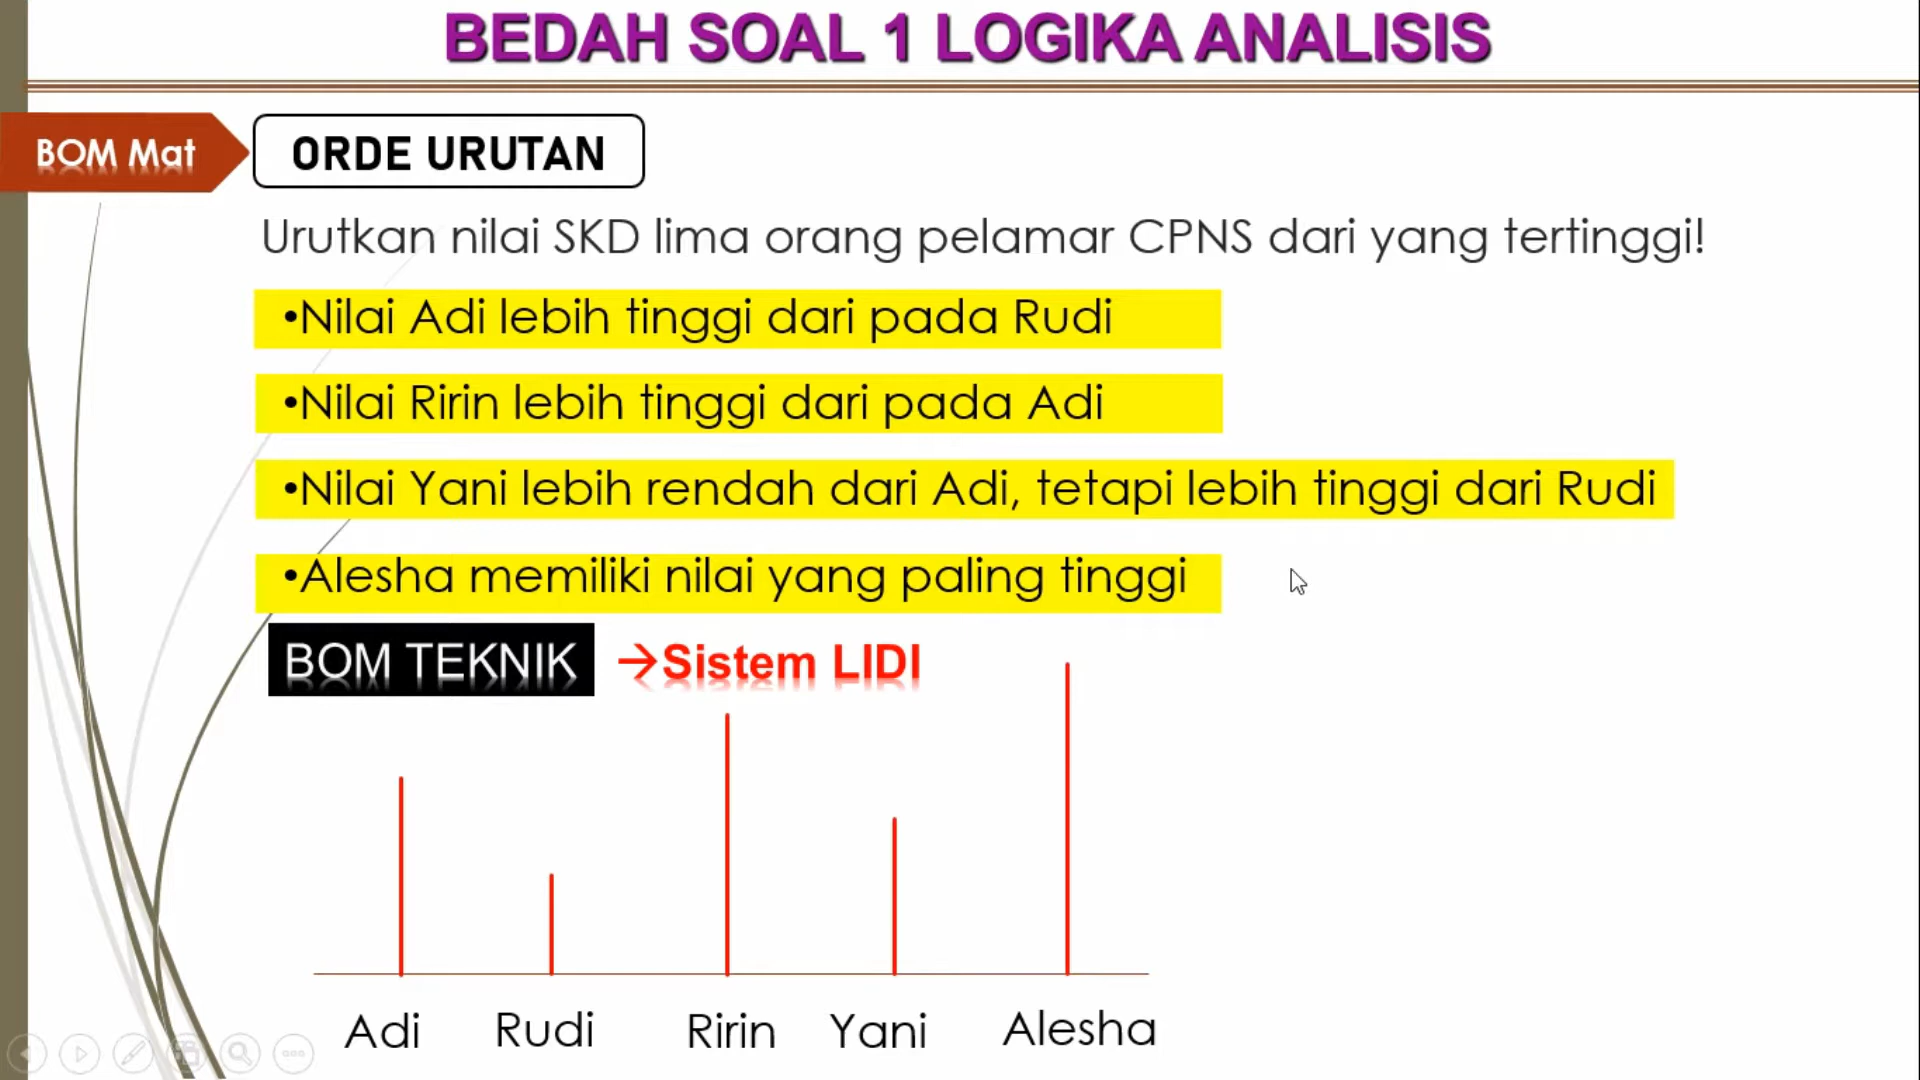 BEDAH SOAL 1 LOGIKA ANALISIS
BOM Mat
ORDE URUTAN
Urutkan nilai SKD lima orang pelamar CPNS dari yang tertinggi!
•Nilai Adi lebih tinggi dari pada Rudi
•Nilai Ririn lebih tinggi dari pada Adi
•Nilai Yani lebih rendah dari Adi, tetapi lebih tinggi dari Rudi
•Alesha memiliki nilai yang paling tinggi
BOM TEKNIK →Sistem LIDI
Adi Rudi Ririn Yani Alesha